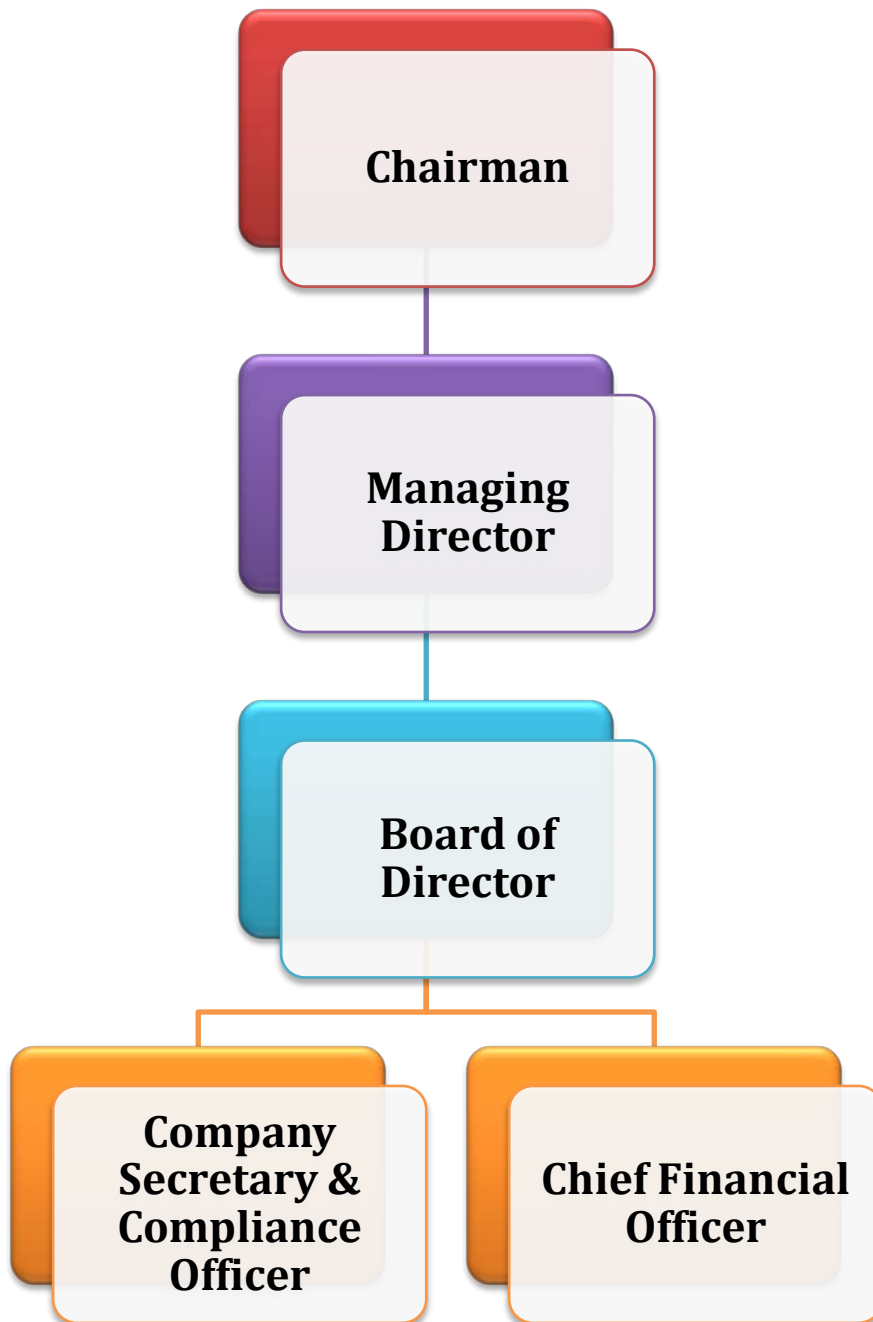 Chairman
Managing
Director
Board of
Director
Company
Secretary &
Compliance
Officer
Chief Financial
Officer